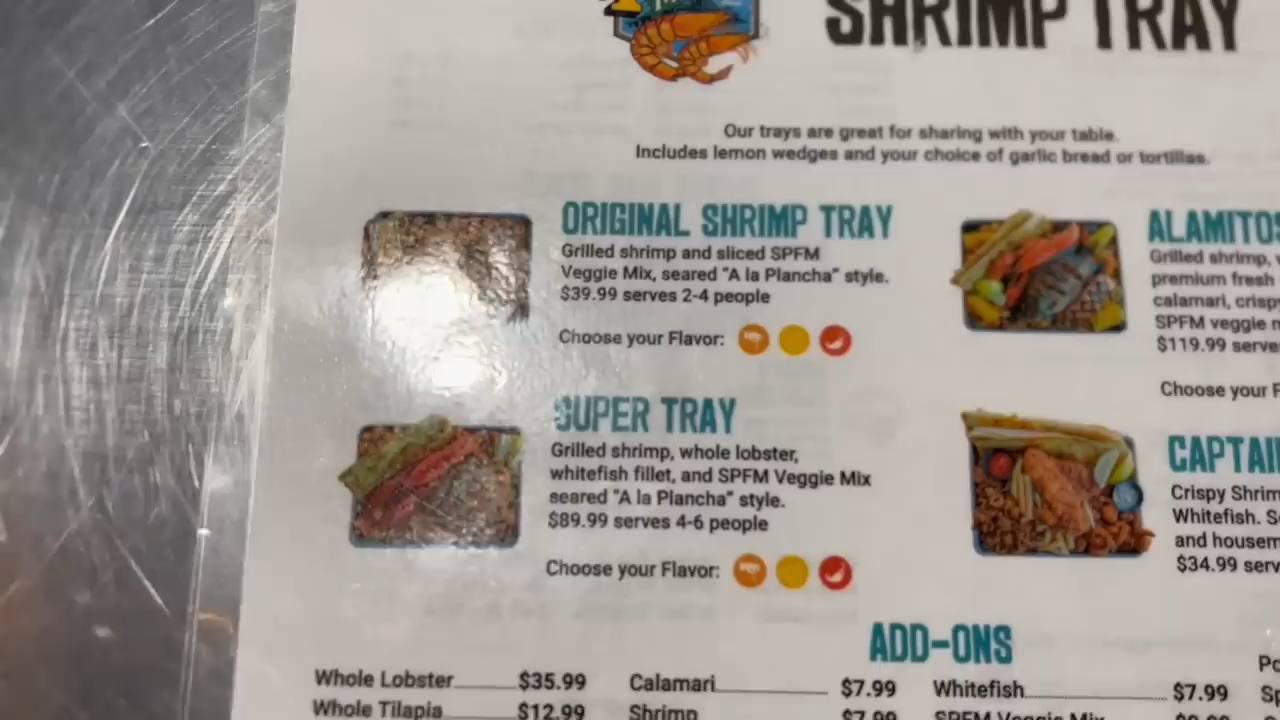 SHRIMP TRAY
Our trays are great for sharing with your table.
Includes lemon wedges and your choice of garlic bread or tortillas.
ORIGINAL SHRIMP TRAY
Grilled shrimp and sliced SPFM
Veggie Mix, seared "A la Plancha" style.
$39.99 serves 2-4 people
Choose your Flavor:
SUPER TRAY
Grilled shrimp, whole lobster,
whitefish fillet, and SPFM Veggie Mix
seared "A la Plancha" style.
$89.99 serves 4-6 people
Choose your Flavor:
ALAMITOS
Grilled shrimp,
premium fresh
calamari, crisp
SPFM veggie
$119.99 serve
Choose your F
CAPTAI
Crispy Shrim
Whitefish. S
and housem
$34.99 serv
ADD-ONS
Whole Lobster $35.99
Whole Tilapia $12.99
Calamari $7.99
Shrimp $7.99
Whitefish $7.99
SPFM Veggie Mix